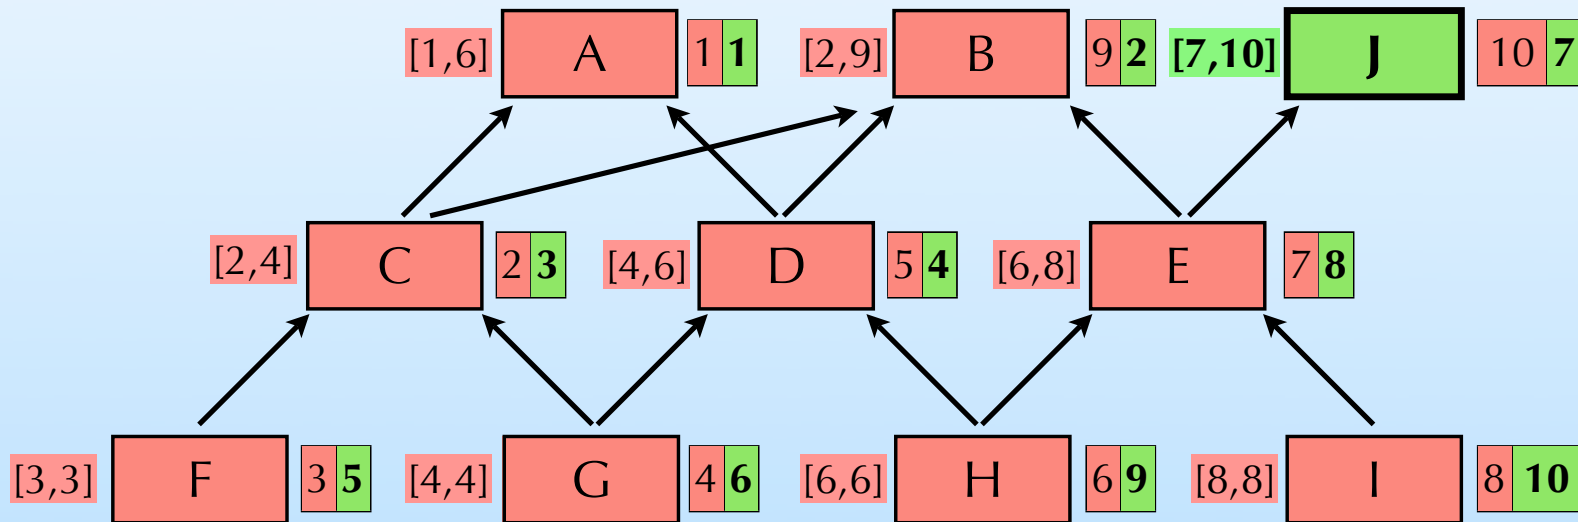 [1,6] A 1 1 [2,9] B 9 2 [7,10] J 10 7
[2,4] C 2 3 [4,6] D 5 4 [6,8] E 7 8
[3,3] F 3 5 [4,4] G 4 6 [6,6] H 6 9 [8,8] I 8 10